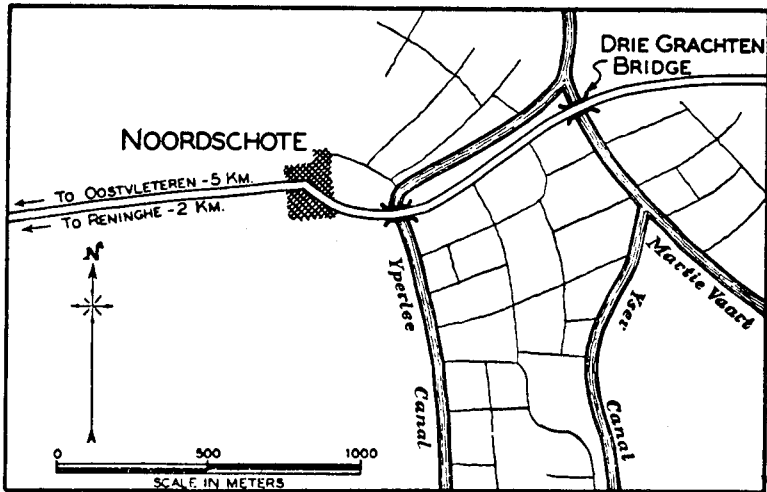 DRIE GRACHTEN
BRIDGE
NOORDSCHOTE
TO OOSTVLETEREN -5 KM.
TO RENINGHE -2 KM.
N
Yperlee
Canal
Yser
Canal
Martie Vaart
0 500 1000
SCALE IN METERS